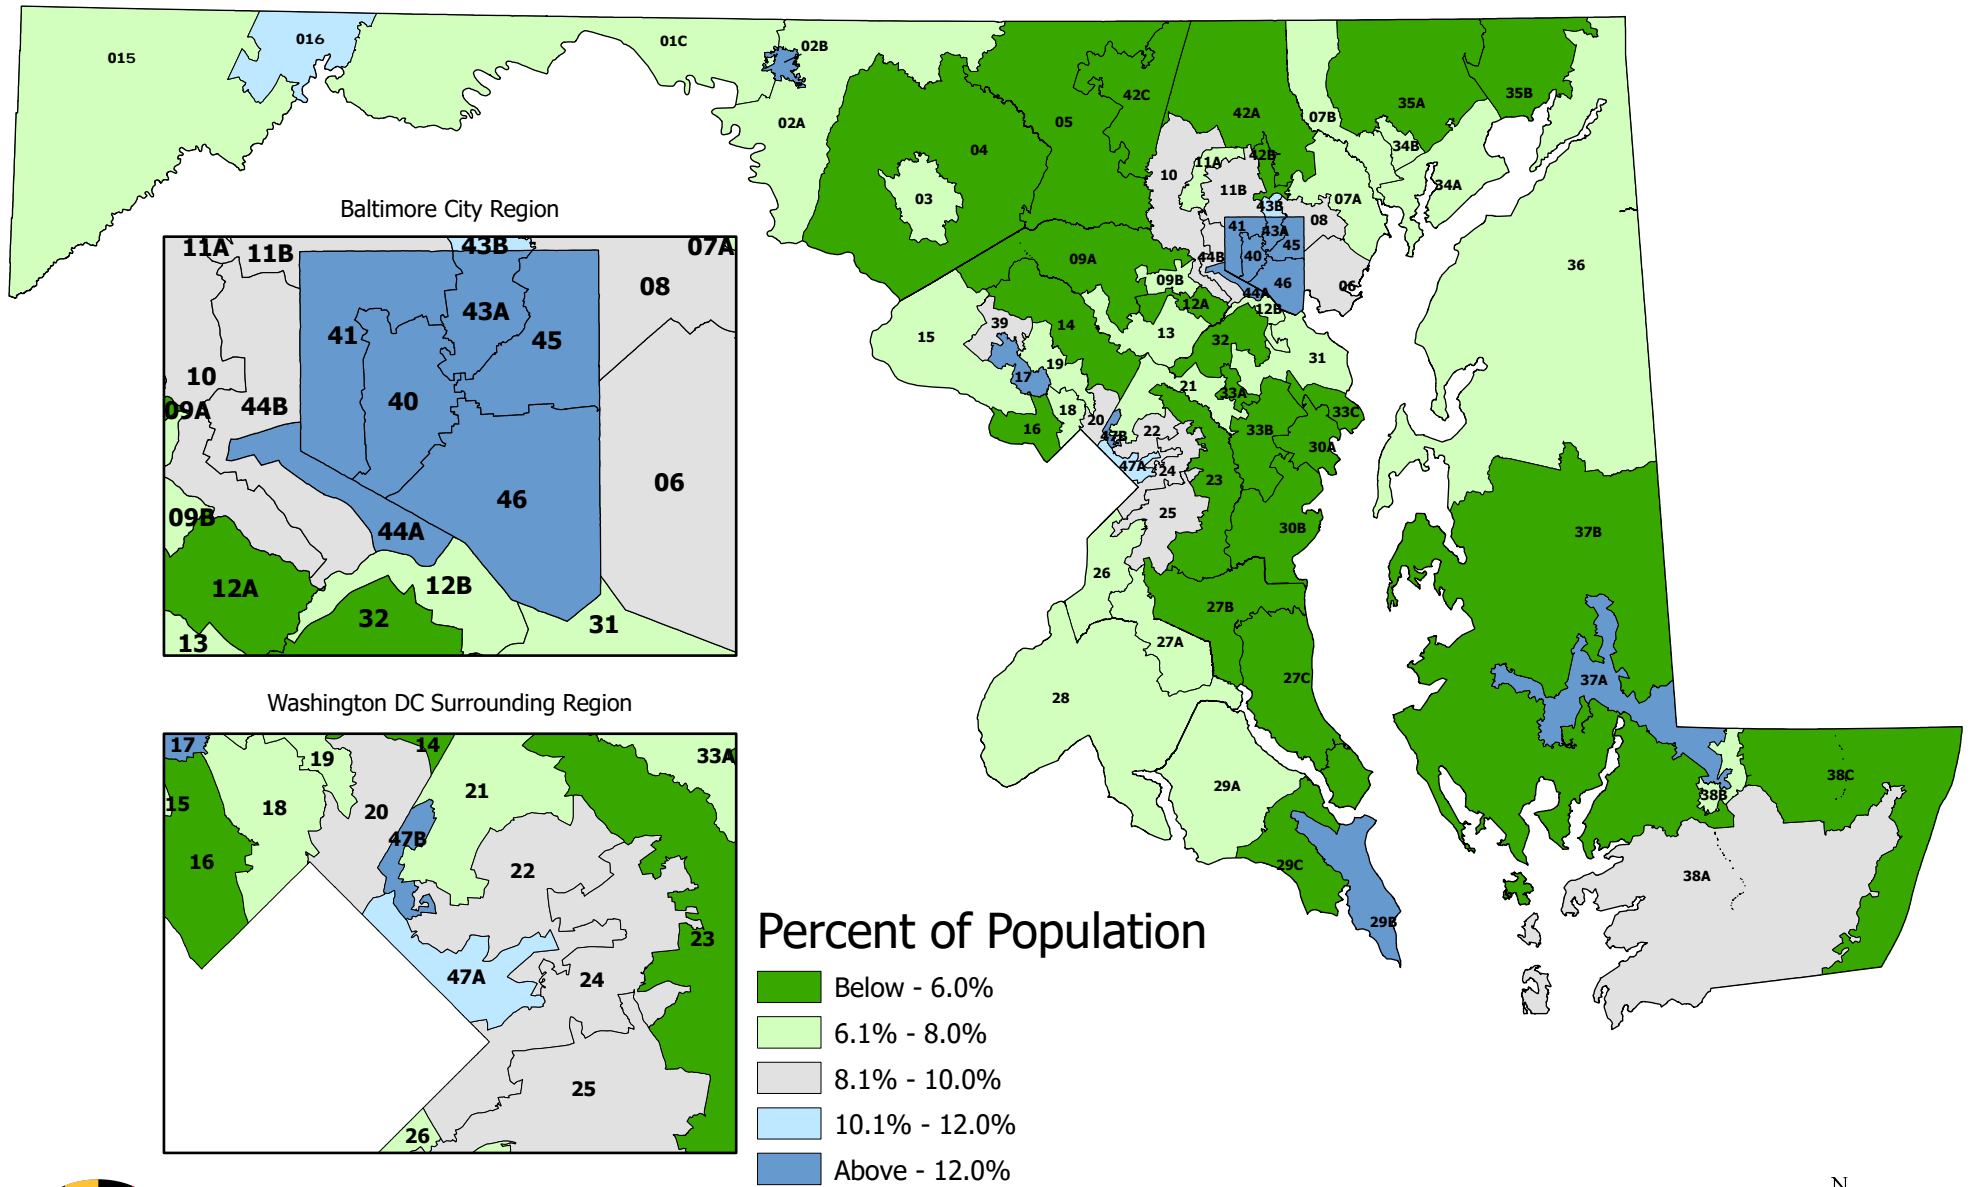 015
016
01C
02B
02A
42C
05
04
03
42A
07B
35A
35B
34B
34A
10
11A
42B
11B
07A
43B
08
41
43A
45
44B
40
46
06
44A
12B
36
09A
09B
12A
13
14
39
15
17
19
32
31
21
33A
18
20
16
47B
22
33B
33C
30A
47A
24
23
25
30B
37B
26
27B
27A
27C
28
37A
29A
38C
38B
29C
29B
38A
Baltimore City Region
11A
11B
43B
07A
08
43A
41
45
10
09A
44B
40
46
06
09B
44A
12A
12B
32
31
13
Washington DC Surrounding Region
17
14
19
33A
21
15
18
20
47B
16
22
23
47A
24
25
26
Percent of Population
Below - 6.0%
6.1% - 8.0%
8.1% - 10.0%
10.1% - 12.0%
Above - 12.0%
N